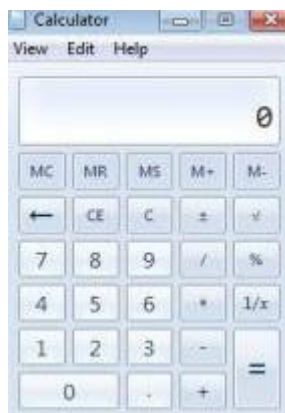 Calculator
View Edit Help
0
MC MR MS M+ M-
← CE C ± √
7 8 9 / %
4 5 6 * 1/x
1 2 3 -
0 . + =